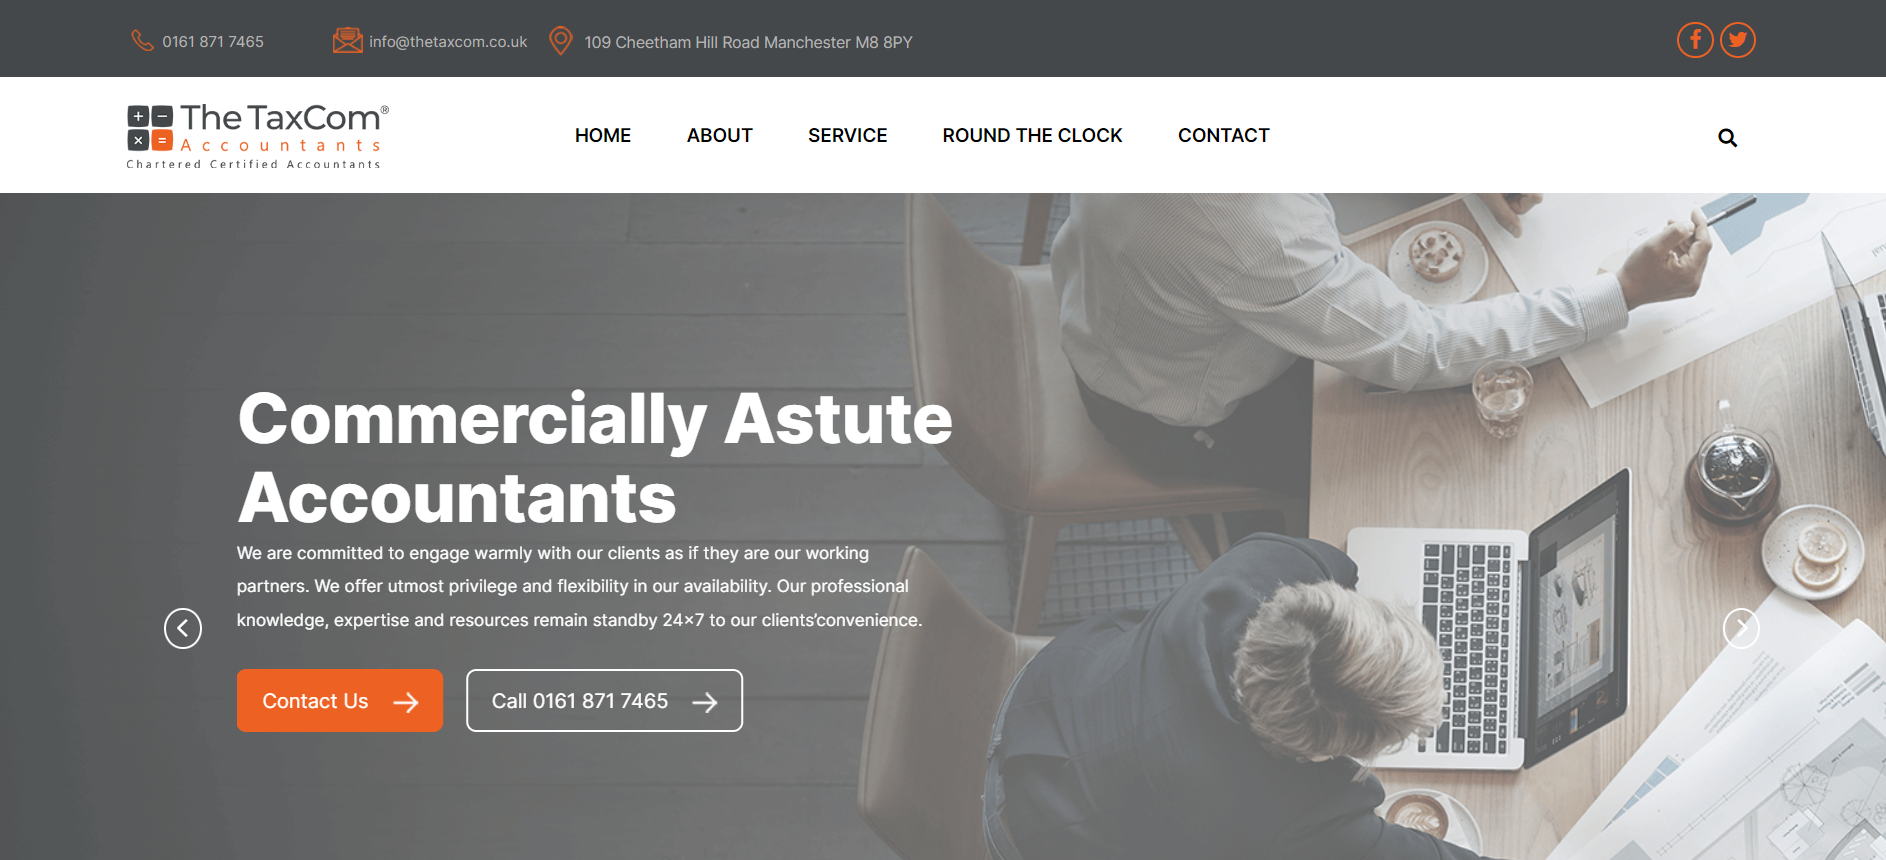 0161 871 7465
info@thetaxcom.co.uk
109 Cheetham Hill Road Manchester M8 8PY
The TaxCom®
Accountants
Chartered Certified Accountants
HOME
ABOUT
SERVICE
ROUND THE CLOCK
CONTACT
Commercially Astute
Accountants
We are committed to engage warmly with our clients as if they are our working
partners. We offer utmost privilege and flexibility in our availability. Our professional
knowledge, expertise and resources remain standby 24×7 to our clients’convenience.
Contact Us
Call 0161 871 7465